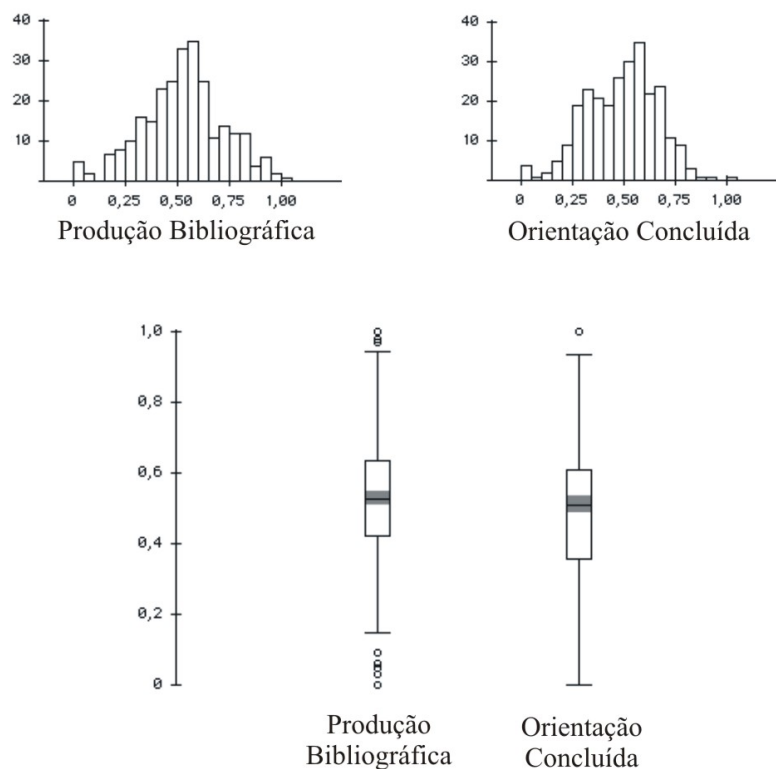 40
30
20
10
0 0,25 0,50 0,75 1,00
Produção Bibliográfica
40
30
20
10
0 0,25 0,50 0,75 1,00
Orientação Concluída
1,0
0,8
0,6
0,4
0,2
0
Produção
Bibliográfica
Orientação
Concluída